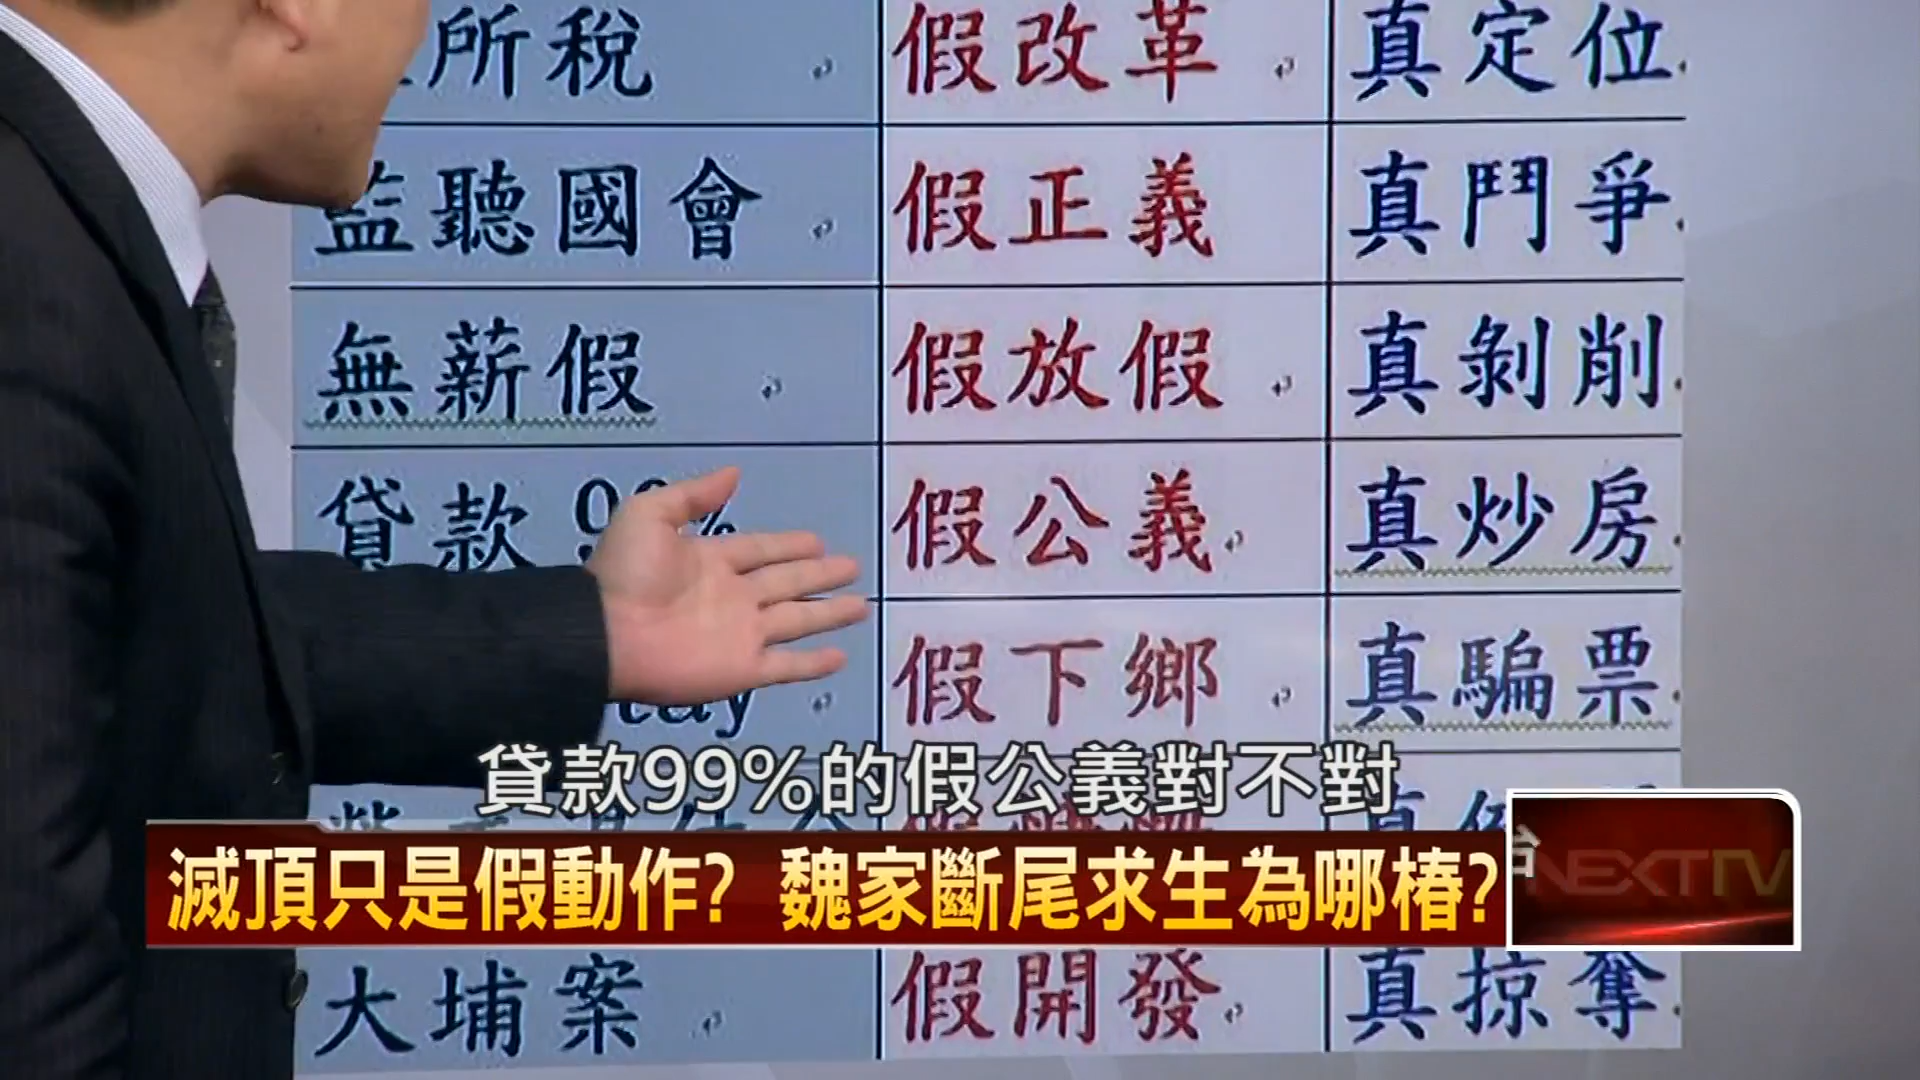 所稅 假改革 真定位
監聽國會 假正義 真鬥爭
無薪假 假放假 真剝削
貸款 % 假公義 真炒房
tay 假下鄉 真騙票
貸款99%的假公義對不對
滅頂只是假動作? 魏家斷尾求生為哪樁?
NEXTTV
大埔案 假開發 真掠奪